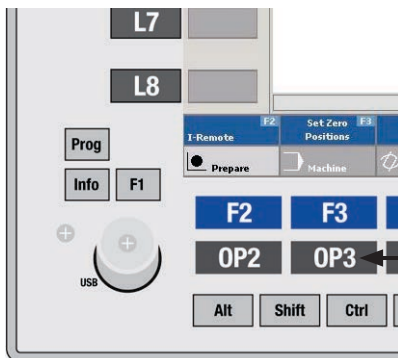 L7
L8
I-Remote F2
Set Zero F3
Positions
Prepare
Machine
Prog
Info F1
F2 F3
OP2 OP3
USB
Alt Shift Ctrl